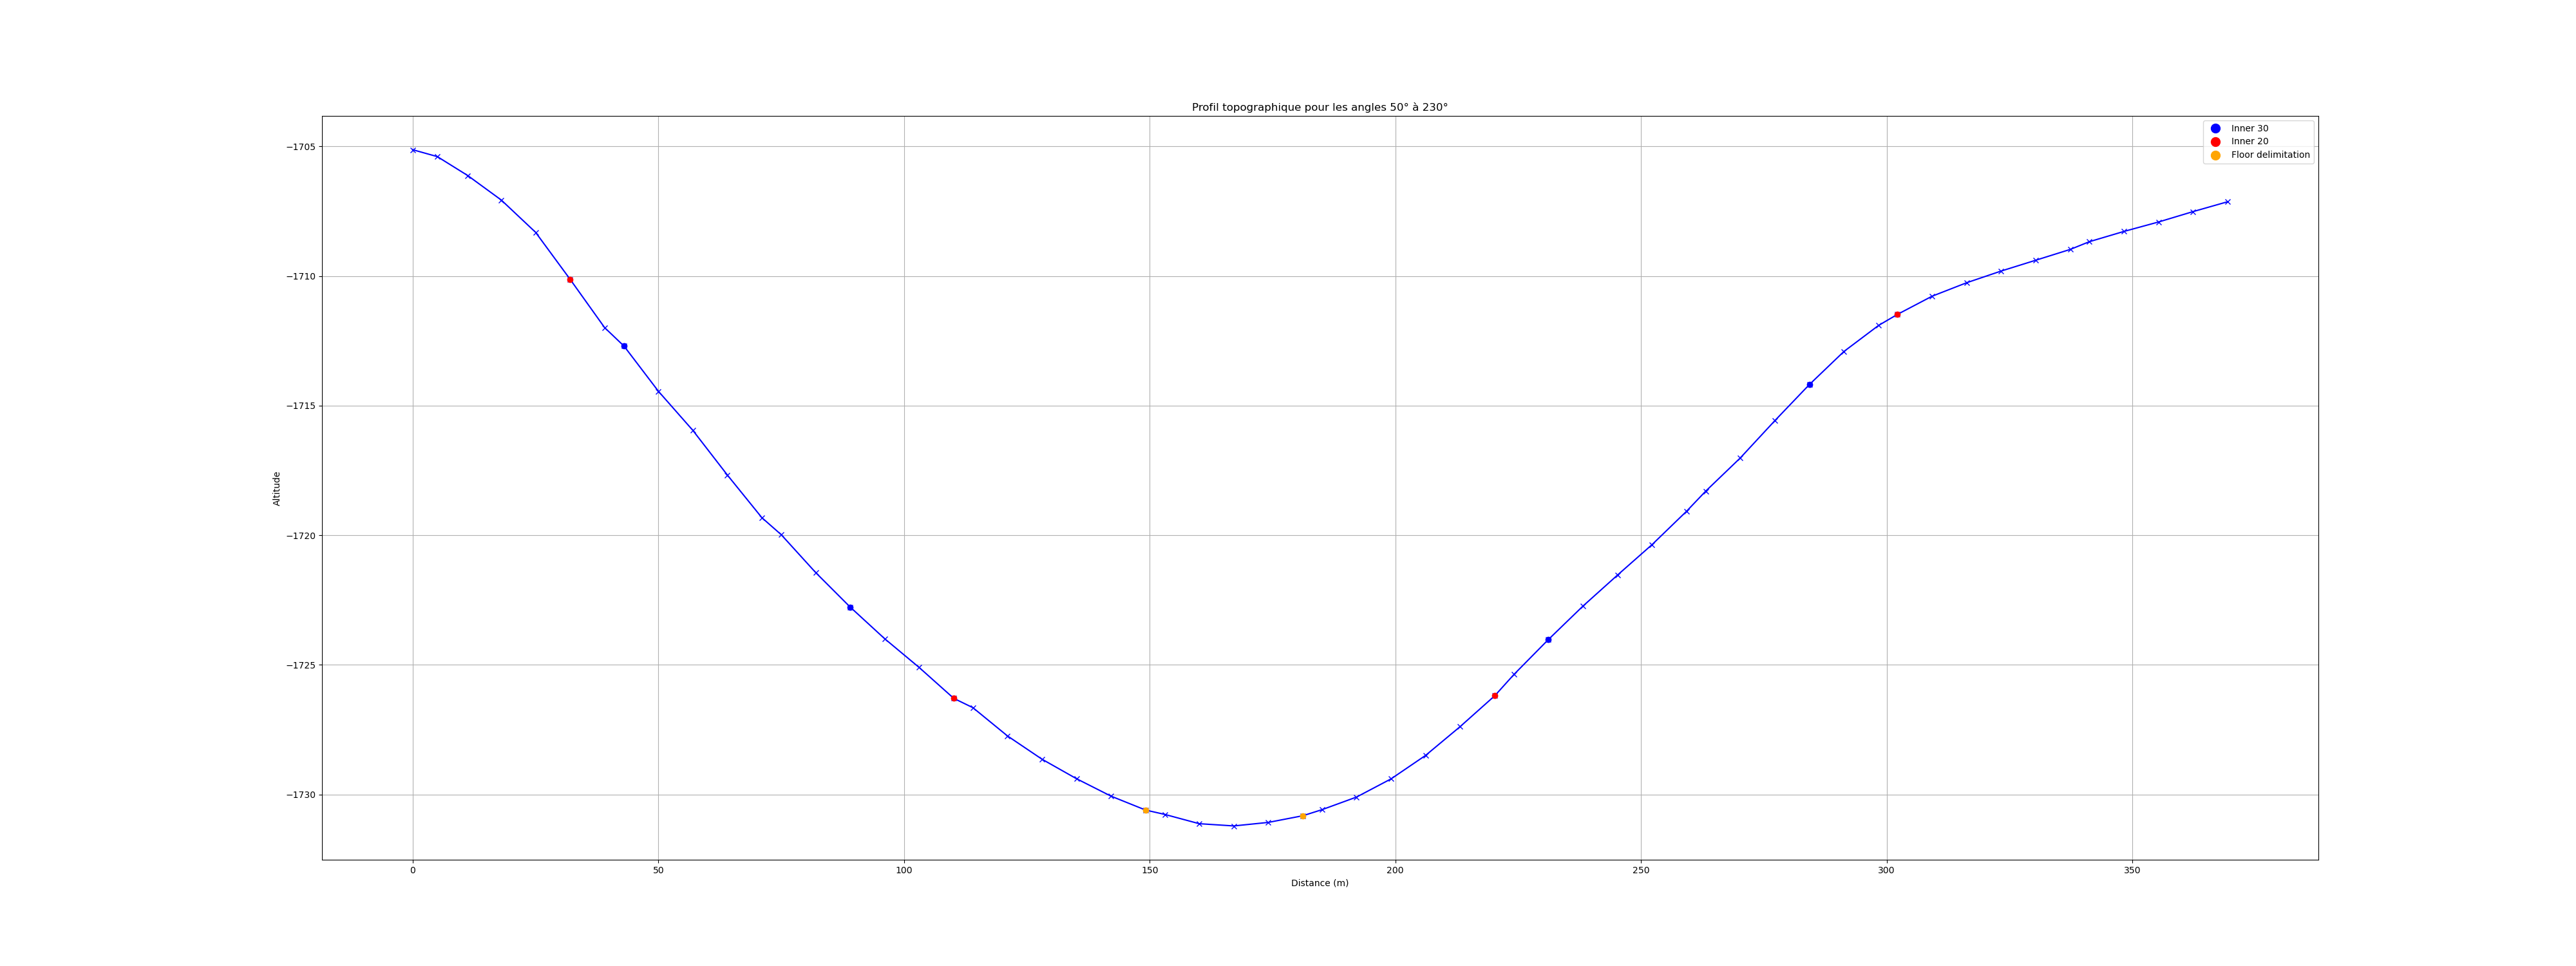 Profil topographique pour les angles 50° à 230°
Inner 30
Inner 20
Floor delimitation
−1705
−1710
−1715
−1720
−1725
−1730
Altitude
0 50 100 150 200 250 300 350
Distance (m)